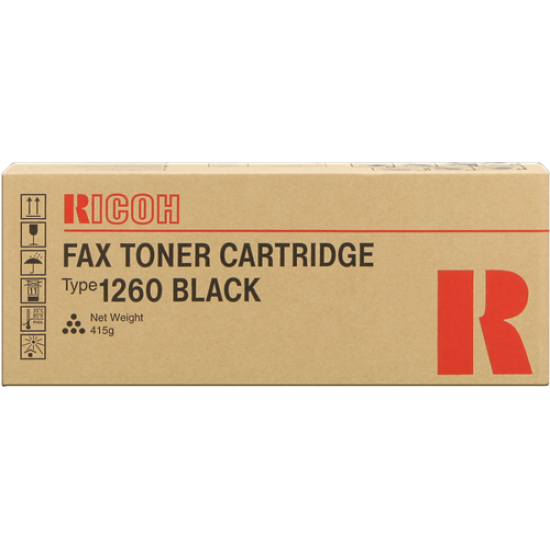 RICOH
FAX TONER CARTRIDGE
Type 1260 BLACK
Net Weight
415g
R